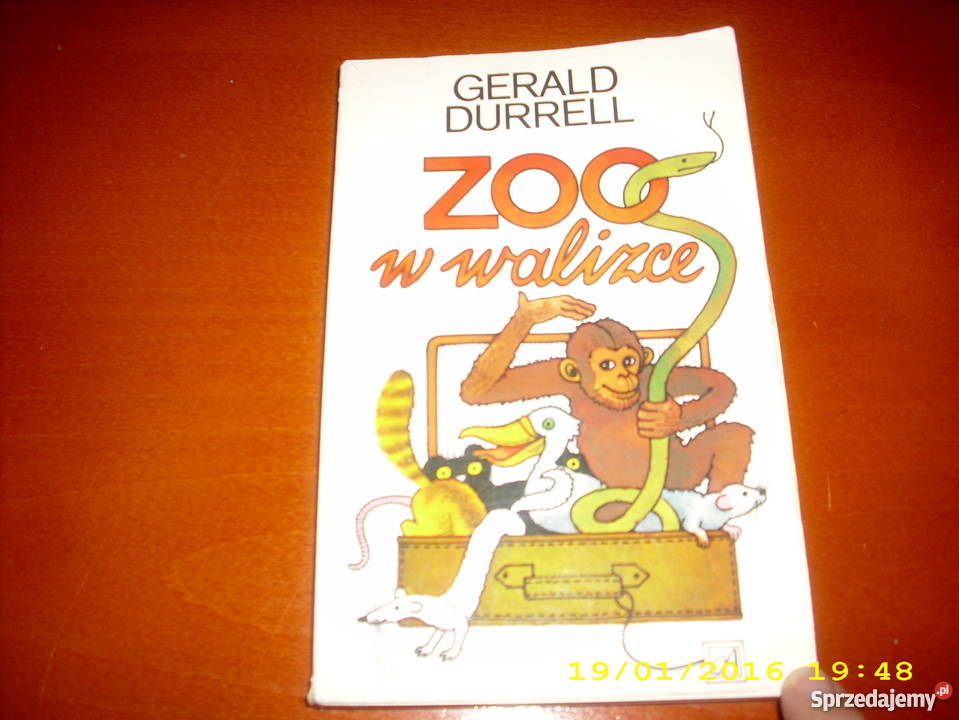 GERALD
DURRELL
ZOO
w walizce
19/01/2016 19:48
Sprzedajemy.pl